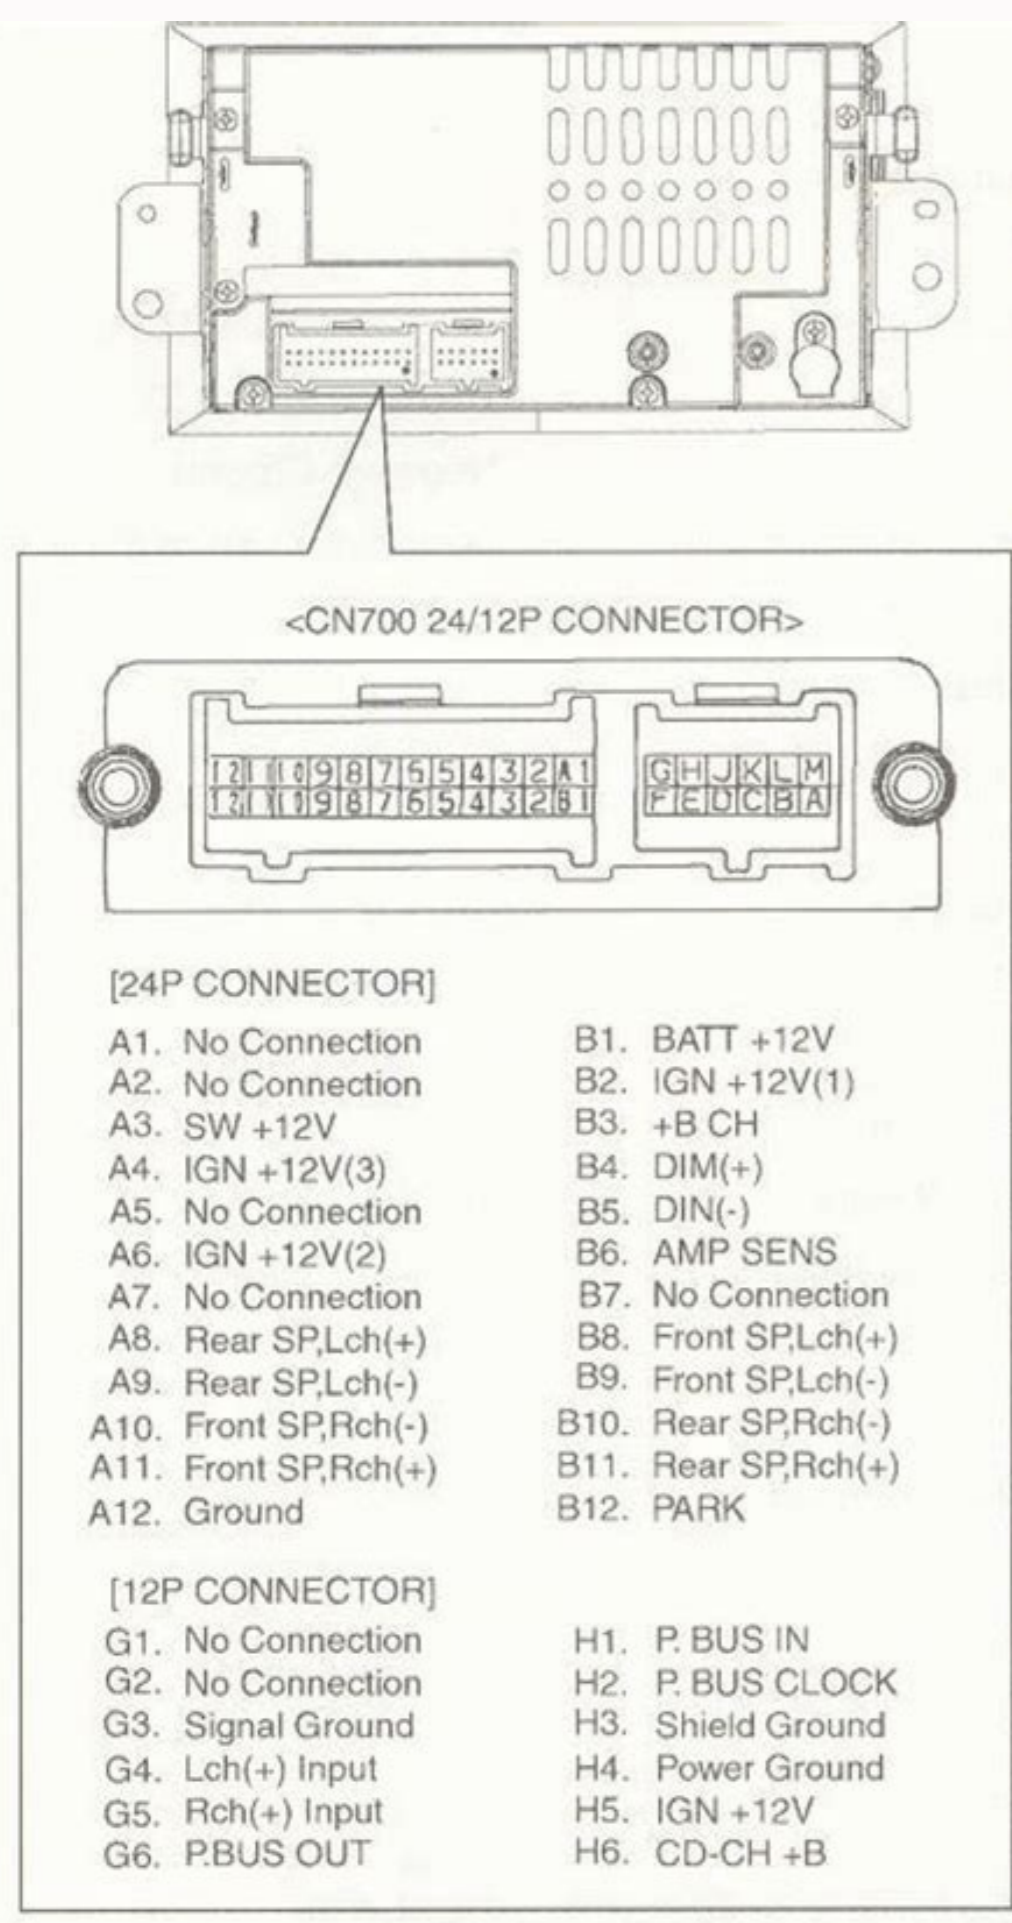 <CN700 24/12P CONNECTOR>
12 11 10 9 8 7 6 5 4 3 2 A1
12 11 10 9 8 7 6 5 4 3 2 B1
G H J K L M
F E D C B A
[24P CONNECTOR]
A1. No Connection B1. BATT +12V
A2. No Connection B2. IGN +12V(1)
A3. SW +12V B3. +B CH
A4. IGN +12V(3) B4. DIM(+)
A5. No Connection B5. DIN(-)
A6. IGN +12V(2) B6. AMP SENS
A7. No Connection B7. No Connection
A8. Rear SP,Lch(+) B8. Front SP,Lch(+)
A9. Rear SP,Lch(-) B9. Front SP,Lch(-)
A10. Front SP,Rch(-) B10. Rear SP,Rch(-)
A11. Front SP,Rch(+) B11. Rear SP,Rch(+)
A12. Ground B12. PARK
[12P CONNECTOR]
G1. No Connection H1. P. BUS IN
G2. No Connection H2. P. BUS CLOCK
G3. Signal Ground H3. Shield Ground
G4. Lch(+) Input H4. Power Ground
G5. Rch(+) Input H5. IGN +12V
G6. P.BUS OUT H6. CD-CH +B